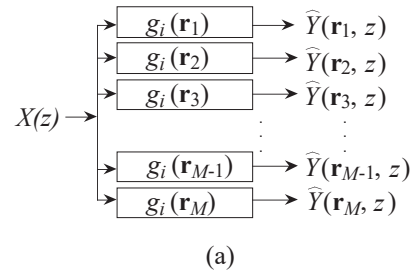 g_i(r_1) Ŷ(r_1, z)
g_i(r_2) Ŷ(r_2, z)
g_i(r_3) Ŷ(r_3, z)
X(z)
g_i(r_{M-1}) Ŷ(r_{M-1}, z)
g_i(r_M) Ŷ(r_M, z)
(a)